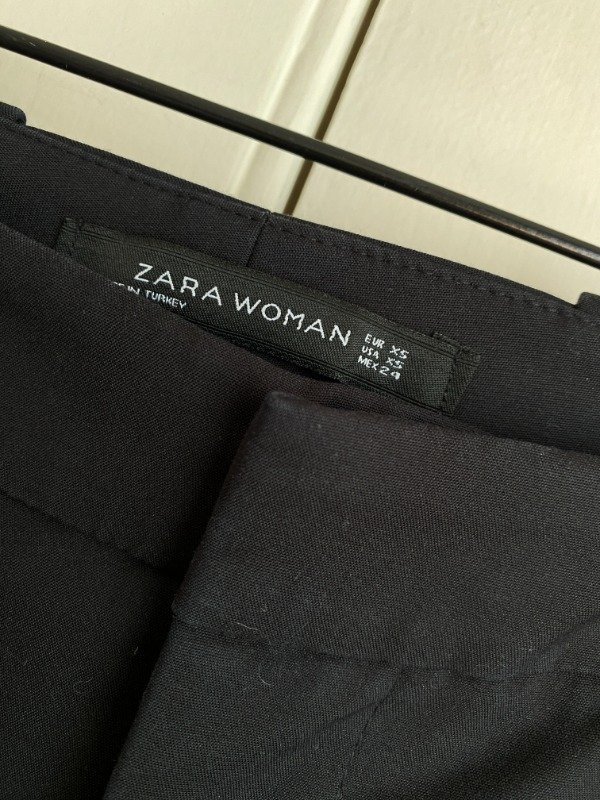 ZARA WOMAN
IN TURKEY
EUR XS
USA XS
MEX 24